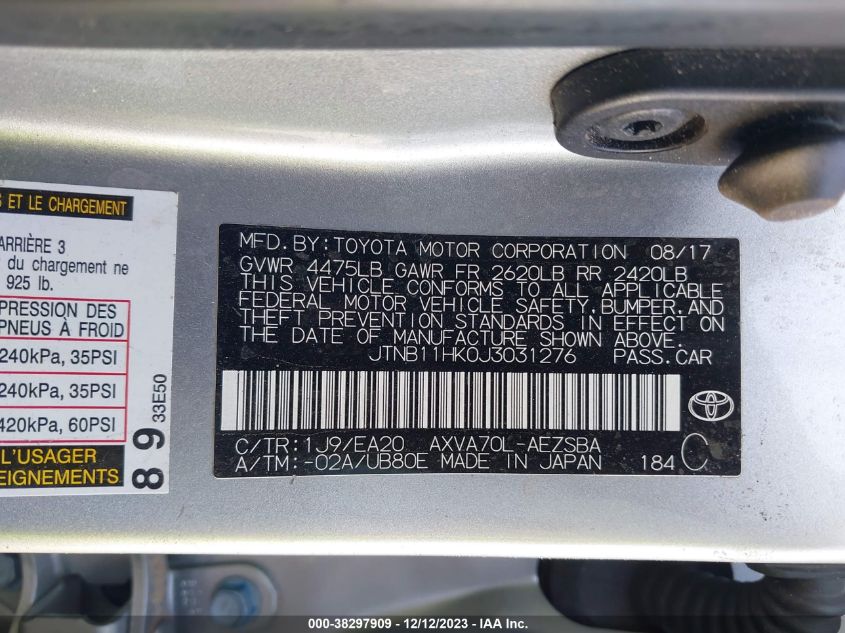 S ET LE CHARGEMENT
ARRIÈRE 3
du chargement ne
925 lb.
PRESSION DES
PNEUS À FROID
240kPa, 35PSI
240kPa, 35PSI
420kPa, 60PSI
L'USAGER
EIGNEMENTS
8 9 33E50
MFD.BY:TOYOTA MOTOR CORPORATION 08/17
GVWR 4475LB GAWR FR 2620LB RR 2420LB
THIS VEHICLE CONFORMS TO ALL APPLICABLE
FEDERAL MOTOR VEHICLE SAFETY,BUMPER,AND
THEFT PREVENTION STANDARDS IN EFFECT ON
THE DATE OF MANUFACTURE SHOWN ABOVE.
JTNB11HK0J3031276 PASS.CAR
C/TR:1J9/EA20 AXVA70L-AEZSBA
A/TM:-02A/UB80E MADE IN JAPAN 184 C
000-38297909 - 12/12/2023 - IAA Inc.